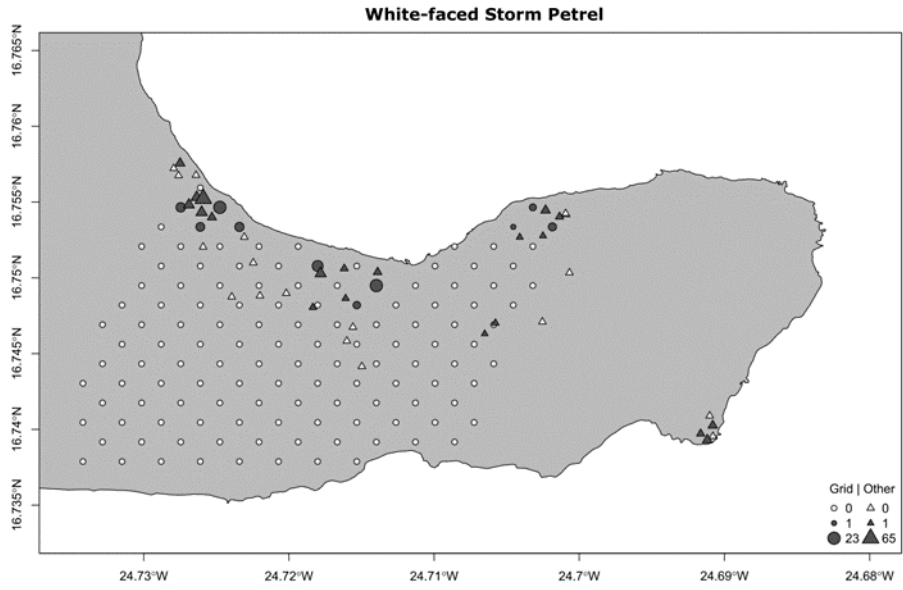 White-faced Storm Petrel
16.765°N
16.76°N
16.755°N
16.75°N
16.745°N
16.74°N
16.735°N
Grid | Other
0 0
1 1
23 65
24.73°W 24.72°W 24.71°W 24.7°W 24.69°W 24.68°W